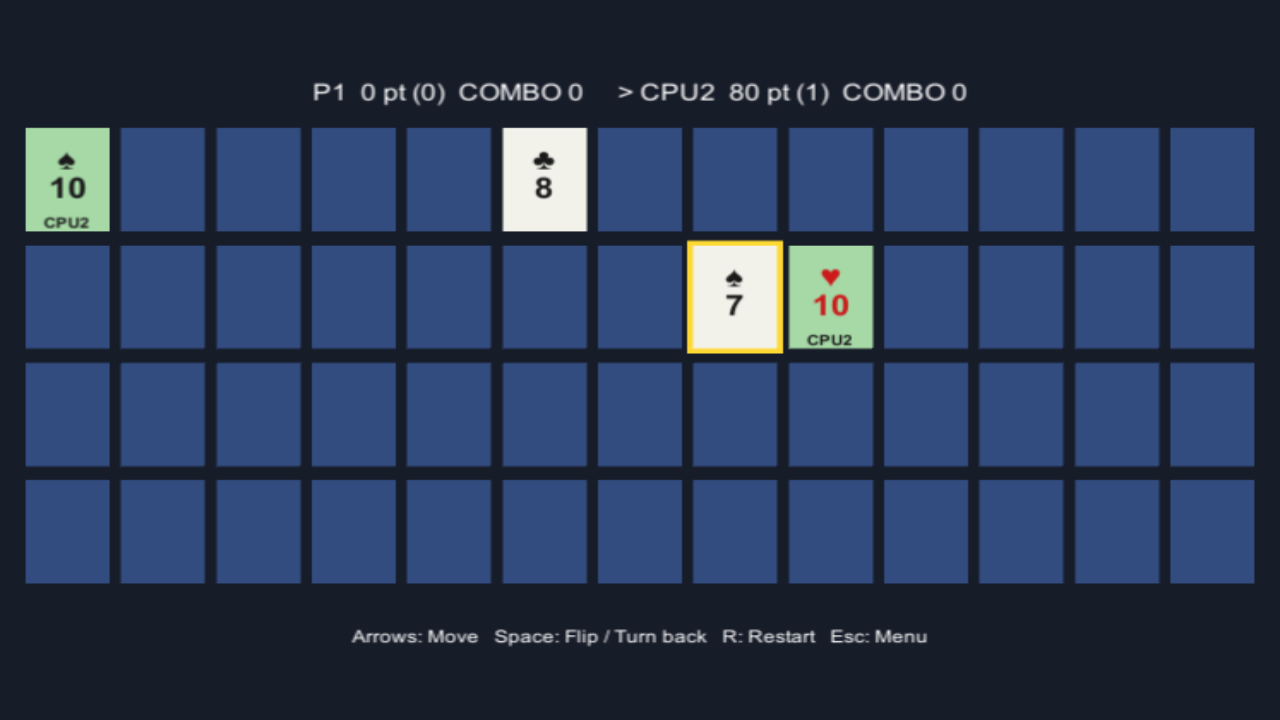 P1 0 pt (0) COMBO 0 > CPU2 80 pt (1) COMBO 0
♠ ♣
10 8
CPU2
♠ ♥
7 10
CPU2
Arrows: Move Space: Flip / Turn back R: Restart Esc: Menu